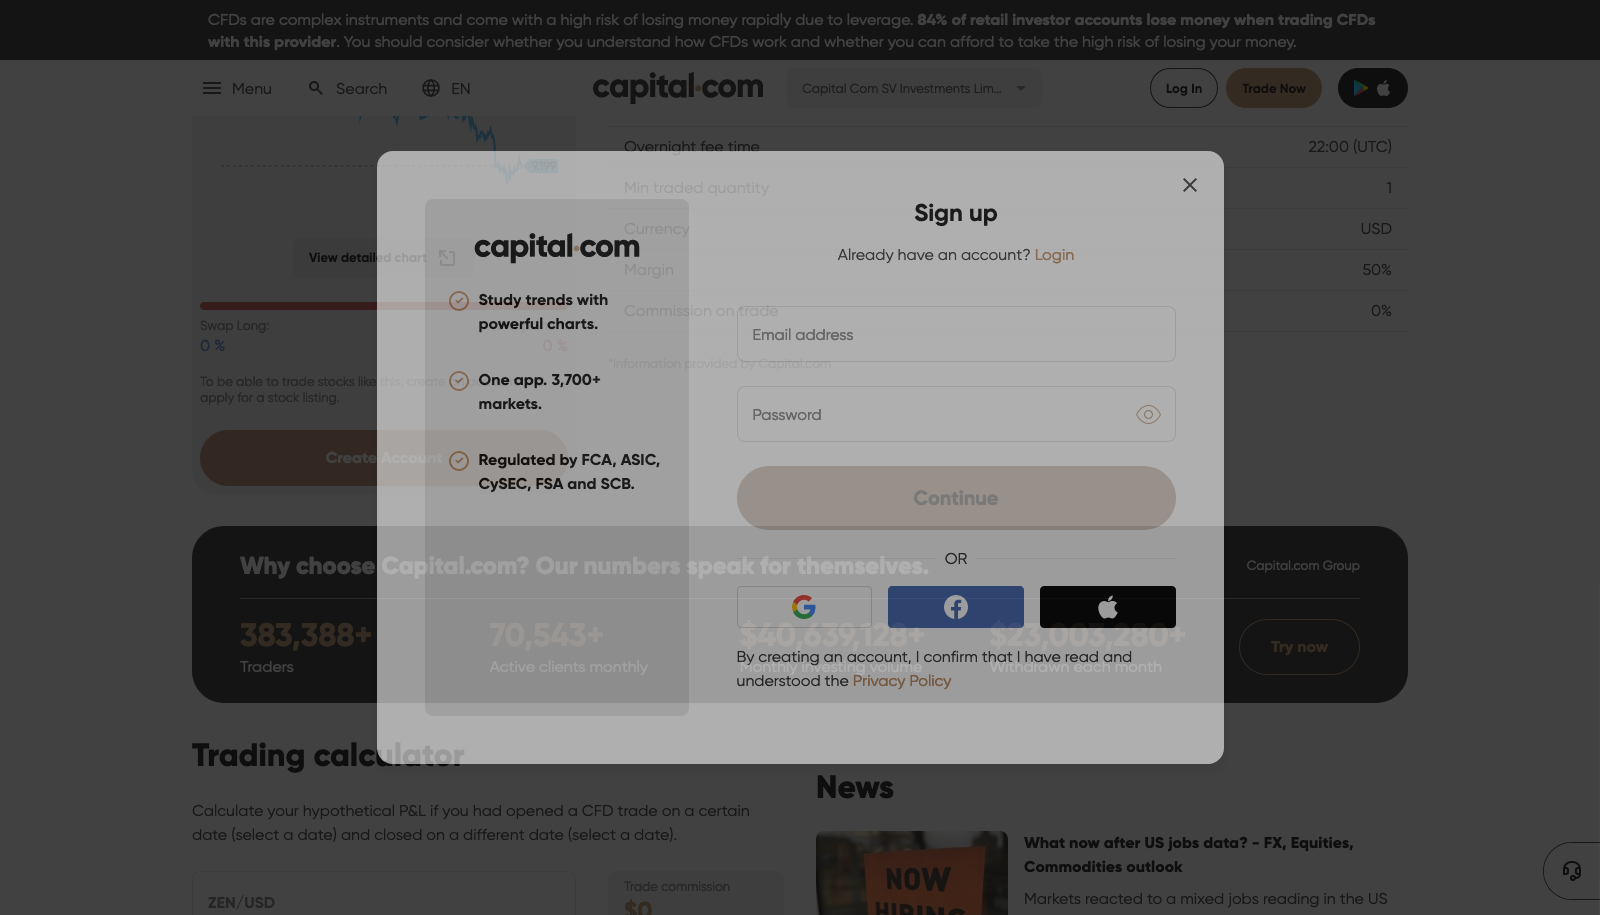 CFDs are complex instruments and come with a high risk of losing money rapidly due to leverage. 84% of retail investor accounts lose money when trading CFDs
with this provider. You should consider whether you understand how CFDs work and whether you can afford to take the high risk of losing your money.
Menu
Search
EN
capital.com
Capital Com SV Investments Lim...
Log In
Trade Now
Overnight fee time
22:00 (UTC)
Min traded quantity
1
Currency
USD
Margin
50%
Commission on trade
0%
*Information provided by Capital.com
View detailed chart
Swap Long:
0 %
0 %
To be able to trade stocks like this, create
apply for a stock listing.
Create Account
capital.com
Study trends with
powerful charts.
One app. 3,700+
markets.
Regulated by FCA, ASIC,
CySEC, FSA and SCB.
Sign up
Already have an account? Login
Email address
Password
Continue
OR
By creating an account, I confirm that I have read and
understood the Privacy Policy
Why choose Capital.com? Our numbers speak for themselves.
Capital.com Group
383,388+
Traders
70,543+
Active clients monthly
$40,639,128+
Monthly investing volume
$23,003,280+
Withdrawn each month
Try now
Trading calculator
Calculate your hypothetical P&L if you had opened a CFD trade on a certain
date (select a date) and closed on a different date (select a date).
ZEN/USD
Trade commission
$0
News
NOW
HIRING
What now after US jobs data? - FX, Equities,
Commodities outlook
Markets reacted to a mixed jobs reading in the US